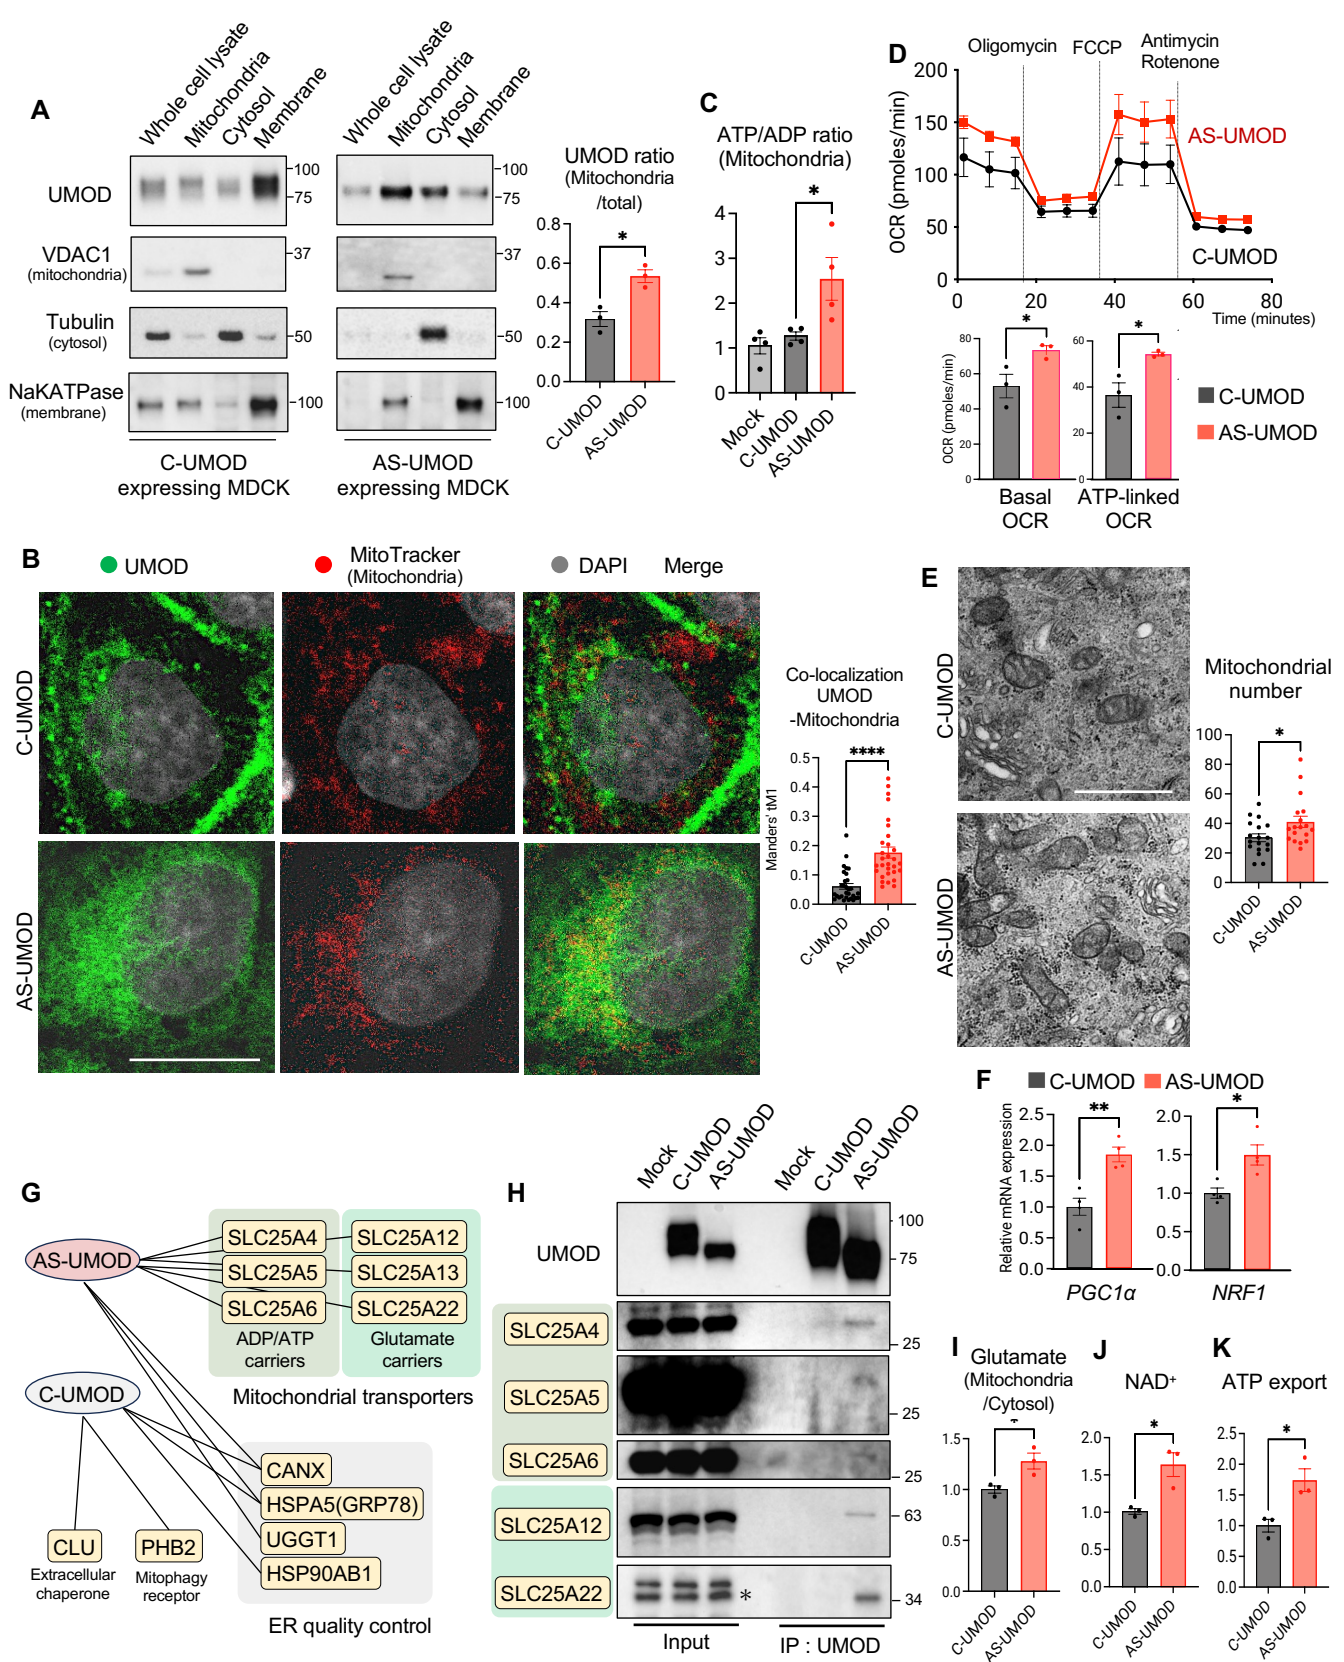 A
Whole cell lysate
Mitochondria
Cytosol
Membrane
Whole cell lysate
Mitochondria
Cytosol
Membrane
UMOD
100
75
100
75
VDAC1
(mitochondria)
37
37
Tubulin
(cytosol)
50
50
NaKATPase
(membrane)
100
100
C-UMOD
expressing MDCK
AS-UMOD
expressing MDCK
UMOD ratio
(Mitochondria
/total)
0.8
0.6
0.4
0.2
0.0
*
C-UMOD
AS-UMOD
C
ATP/ADP ratio
(Mitochondria)
4
3
2
1
0
*
Mock
C-UMOD
AS-UMOD
D
Oligomycin
FCCP
Antimycin
Rotenone
OCR (pmoles/min)
200
150
100
50
0
AS-UMOD
C-UMOD
0
20
40
60
80
Time (minutes)
OCR (pmoles/min)
80
60
40
20
0
*
Basal
OCR
60
40
20
0
*
ATP-linked
OCR
C-UMOD
AS-UMOD
B
UMOD
MitoTracker
(Mitochondria)
DAPI
Merge
C-UMOD
AS-UMOD
Co-localization
UMOD
-Mitochondria
Manders' tM1
0.5
0.4
0.3
0.2
0.1
0.0
****
C-UMOD
AS-UMOD
E
C-UMOD
AS-UMOD
Mitochondrial
number
100
80
60
40
20
0
*
C-UMOD
AS-UMOD
F
C-UMOD
AS-UMOD
Relative mRNA expression
2.5
2.0
1.5
1.0
0.5
0.0
**
PGC1α
2.0
1.5
1.0
0.5
0.0
*
NRF1
G
AS-UMOD
C-UMOD
SLC25A4
SLC25A5
SLC25A6
ADP/ATP
carriers
SLC25A12
SLC25A13
SLC25A22
Glutamate
carriers
Mitochondrial transporters
CANX
HSPA5(GRP78)
UGGT1
HSP90AB1
ER quality control
CLU
Extracellular
chaperone
PHB2
Mitophagy
receptor
H
Mock
C-UMOD
AS-UMOD
Mock
C-UMOD
AS-UMOD
UMOD
100
75
SLC25A4
25
SLC25A5
25
SLC25A6
25
SLC25A12
63
SLC25A22
*
34
Input
IP : UMOD
I
Glutamate
(Mitochondria
/Cytosol)
1.5
1.0
0.5
0.0
C-UMOD
AS-UMOD
J
NAD+
2.0
1.5
1.0
0.5
0.0
*
C-UMOD
AS-UMOD
K
ATP export
2.5
2.0
1.5
1.0
0.5
0.0
*
C-UMOD
AS-UMOD